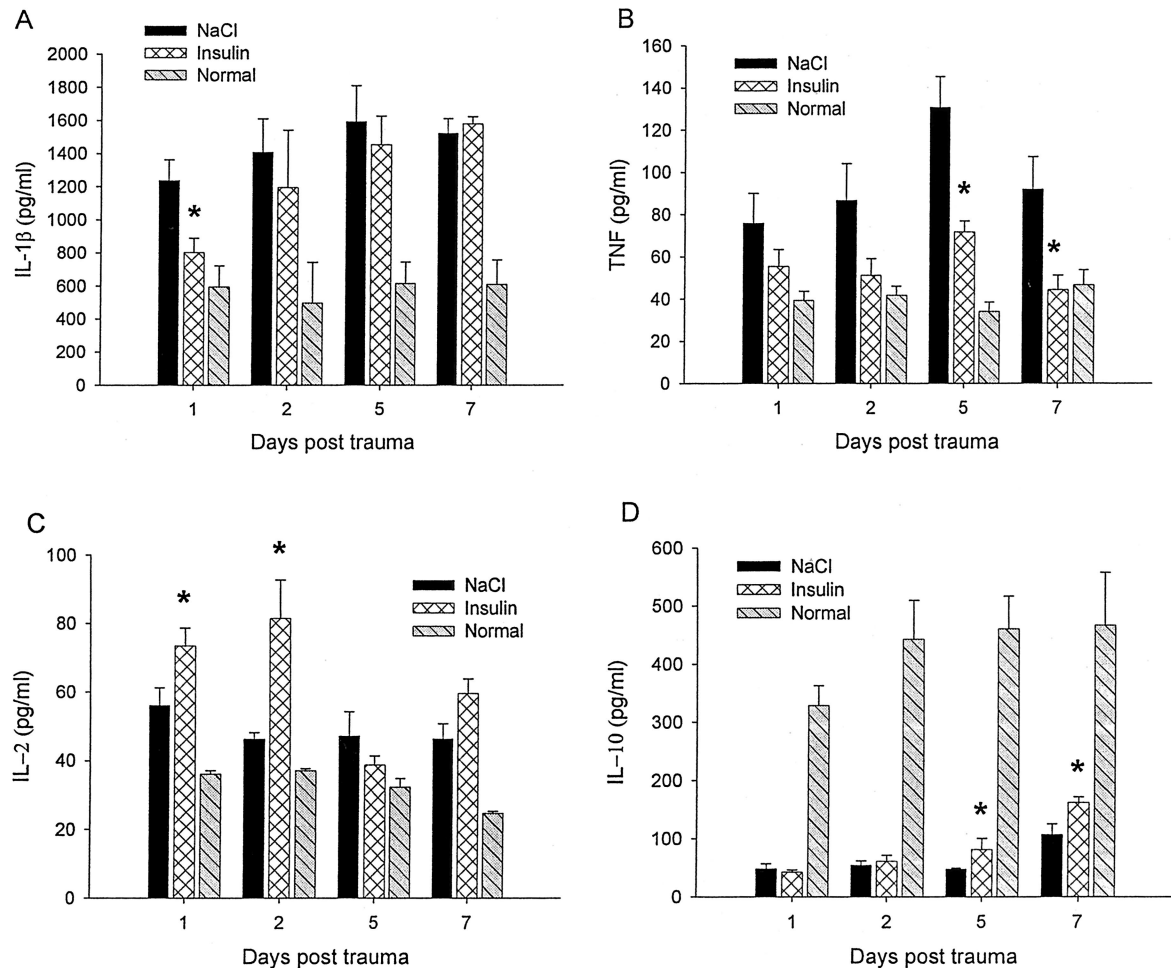 A
NaCl
Insulin
Normal
2000
1800
1600
1400
1200
1000
800
600
400
200
0
IL-1β (pg/ml)
*
1 2 5 7
Days post trauma
B
NaCl
Insulin
Normal
160
140
120
100
80
60
40
20
0
TNF (pg/ml)
*
*
1 2 5 7
Days post trauma
C
NaCl
Insulin
Normal
100
80
60
40
20
0
IL-2 (pg/ml)
*
*
1 2 5 7
Days post trauma
D
NaCl
Insulin
Normal
600
500
400
300
200
100
0
IL-10 (pg/ml)
*
*
1 2 5 7
Days post trauma